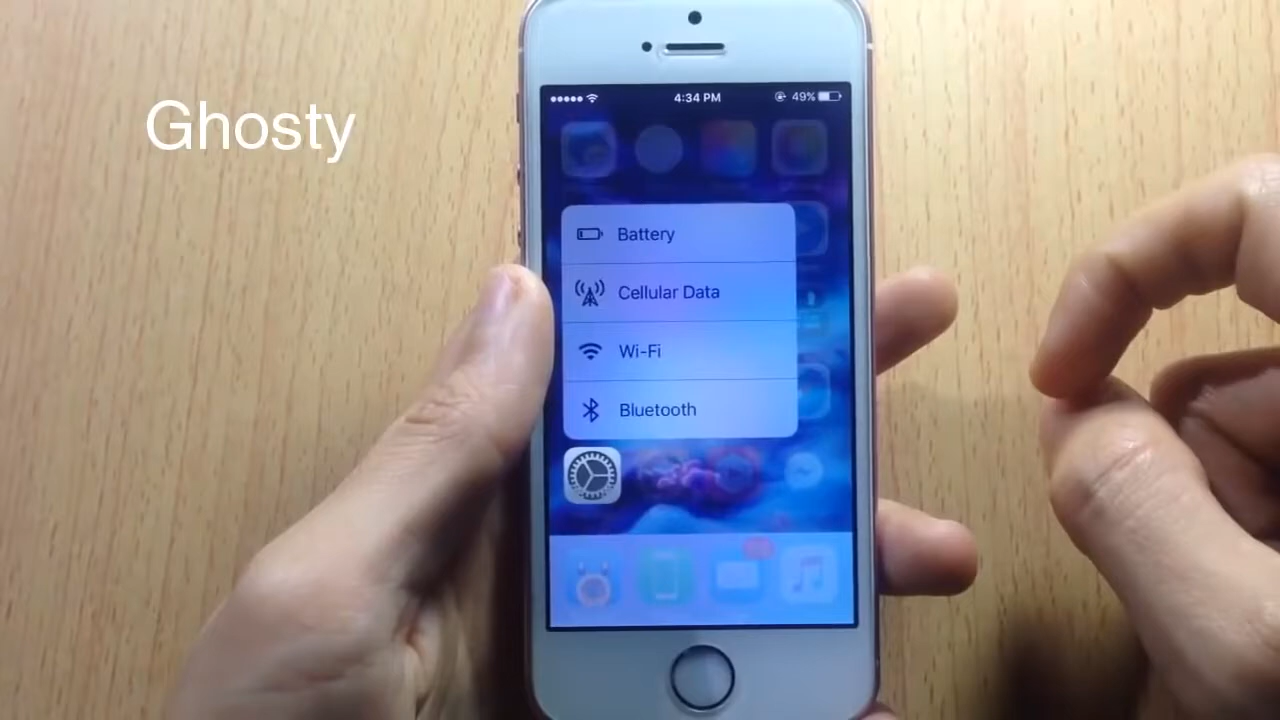 Ghosty
4:34 PM
49%
Battery
Cellular Data
Wi-Fi
Bluetooth